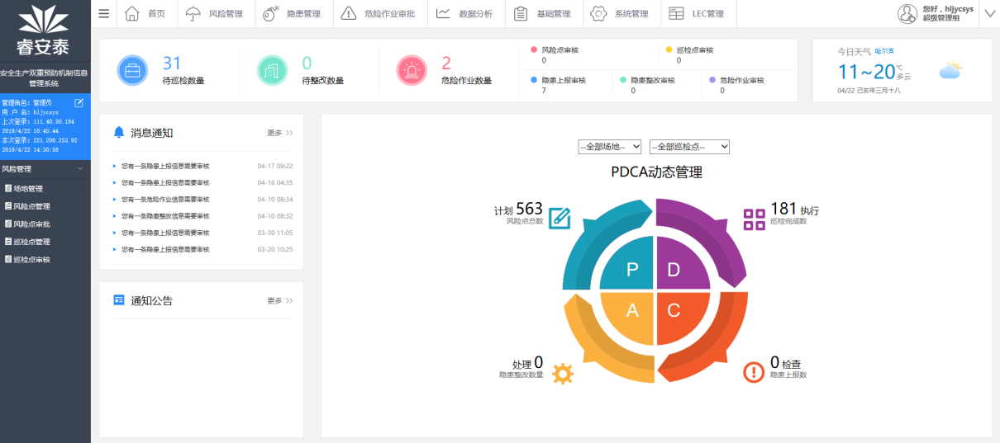 睿安泰
安全生产双重预防机制信息
管理系统
管理角色: 管理员
用 户 名: hljycsys
上次登录: 111.40.50.184
2019/4/22 10:45:44
本次登录: 221.208.253.92
2019/4/22 14:30:58
风险管理
场地管理
风险点管理
风险点审批
巡检点管理
巡检点审核
首页
风险管理
隐患管理
危险作业审批
数据分析
基础管理
系统管理
LEC管理
您好，hljycsys
超级管理组
31
待巡检数量
0
待整改数量
2
危险作业数量
风险点审核
0
巡检点审核
0
隐患上报审核
7
隐患整改审核
0
危险作业审核
0
今日天气 哈尔滨
11~20℃
多云
04/22 己亥年三月十八
消息通知
更多 >>
您有一条隐患上报信息需要审核 04-17 09:22
您有一条隐患上报信息需要审核 04-16 04:35
您有一条危险作业信息需要审核 04-10 08:34
您有一条隐患整改信息需要审核 04-10 08:32
您有一条隐患上报信息需要审核 03-30 11:05
您有一条隐患上报信息需要审核 03-20 10:25
通知公告
更多 >>
--全部场地-- --全部巡检点--
PDCA动态管理
计划 563
风险点总数
181 执行
巡检完成数
P D
A C
处理 0
隐患整改数量
0 检查
隐患上报数